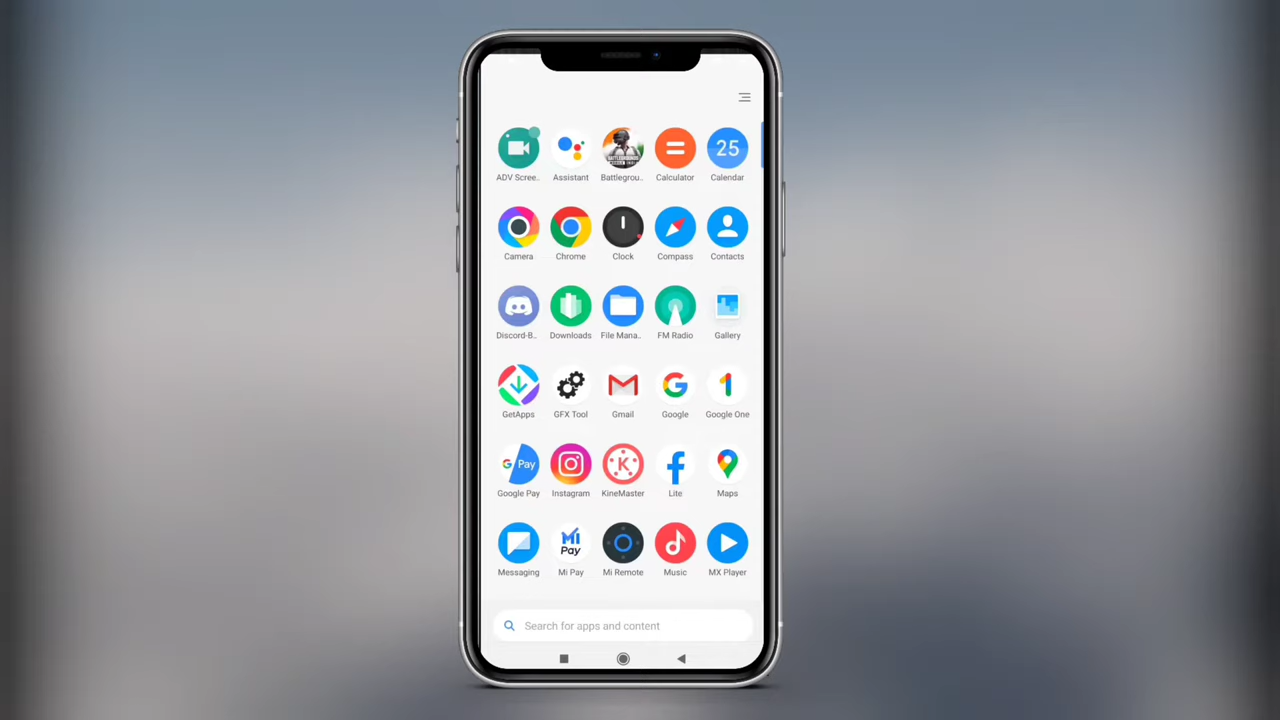 25
ADV Scree..
Assistant
Battlegrou..
Calculator
Calendar
Camera
Chrome
Clock
Compass
Contacts
Discord-B..
Downloads
File Mana..
FM Radio
Gallery
GetApps
GFX Tool
Gmail
Google
Google One
G Pay
K
Google Pay
Instagram
KineMaster
Lite
Maps
Mi Pay
Messaging
Mi Pay
Mi Remote
Music
MX Player
Search for apps and content